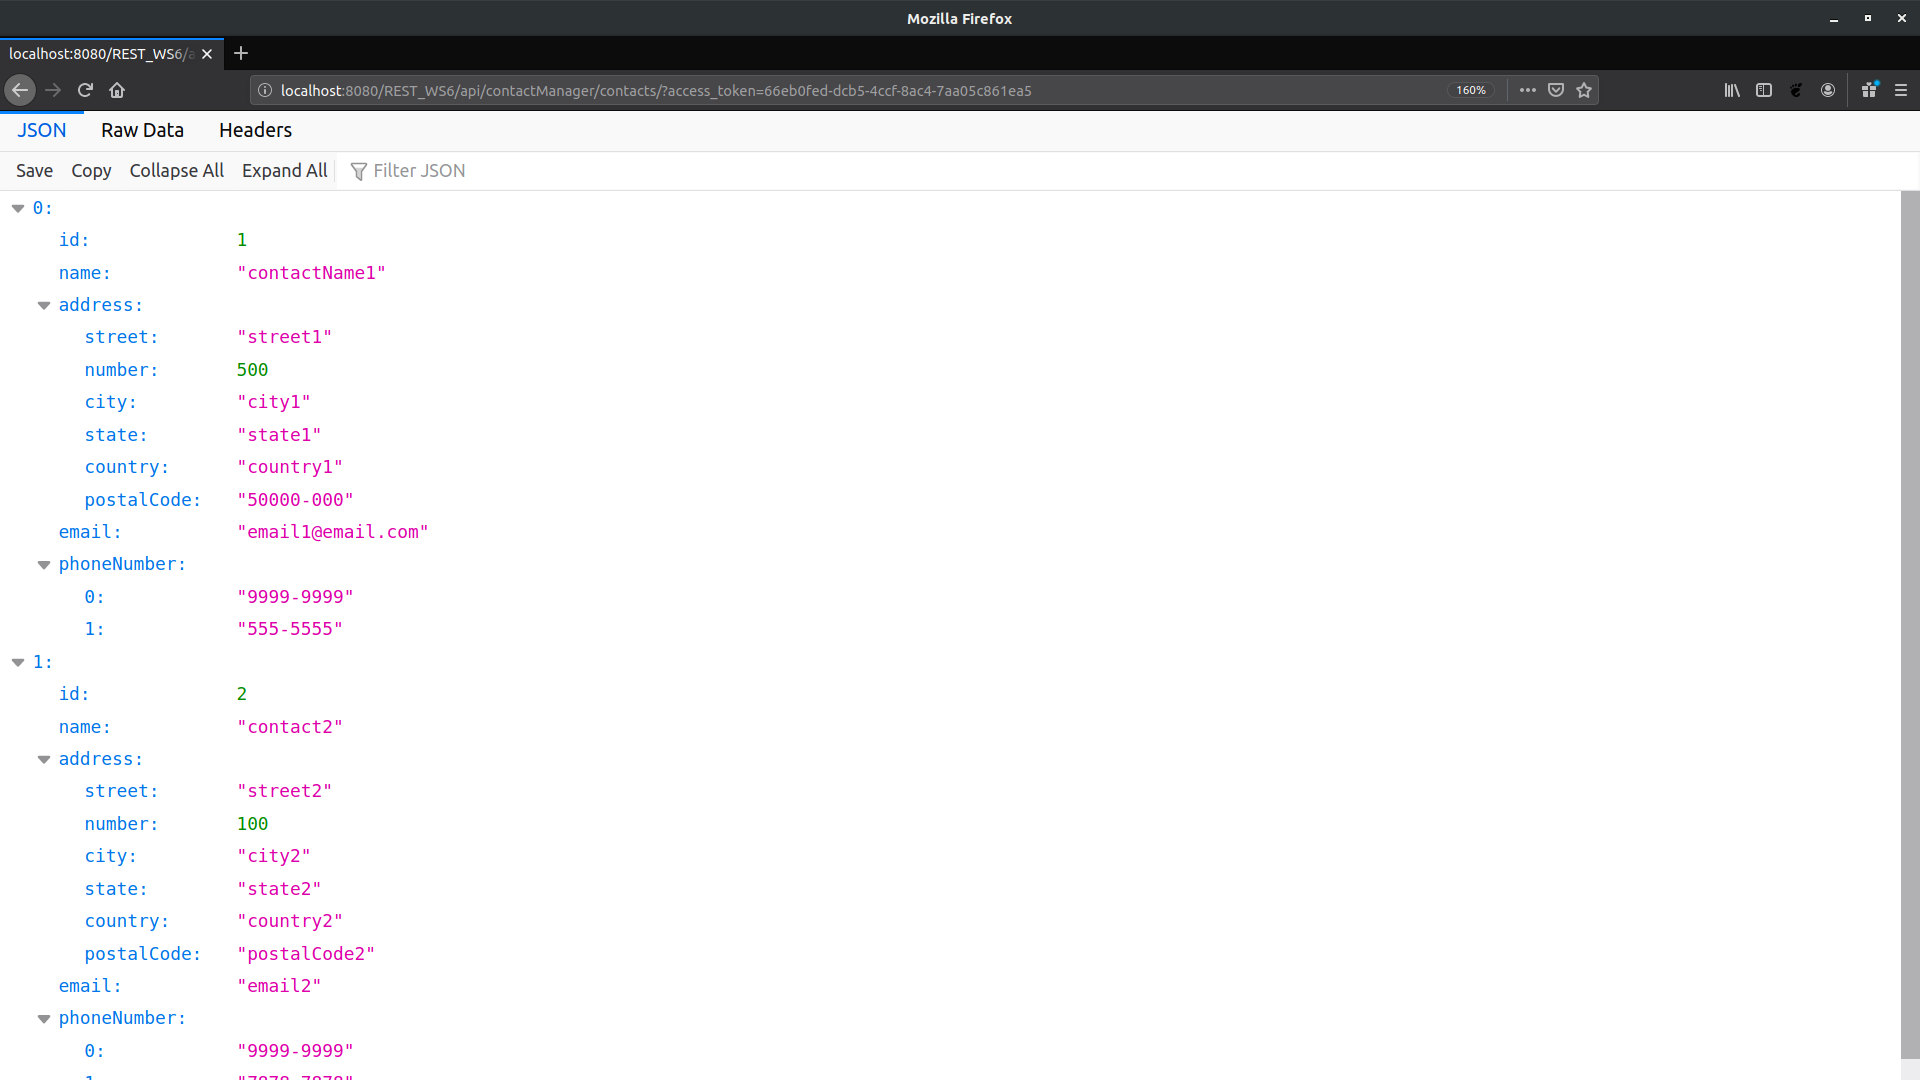 Mozilla Firefox
localhost:8080/REST_WS6/a
localhost:8080/REST_WS6/api/contactManager/contacts/?access_token=66eb0fed-dcb5-4ccf-8ac4-7aa05c861ea5 160%
JSON Raw Data Headers
Save Copy Collapse All Expand All Filter JSON
0:
id: 1
name: "contactName1"
address:
street: "street1"
number: 500
city: "city1"
state: "state1"
country: "country1"
postalCode: "50000-000"
email: "email1@email.com"
phoneNumber:
0: "9999-9999"
1: "555-5555"
1:
id: 2
name: "contact2"
address:
street: "street2"
number: 100
city: "city2"
state: "state2"
country: "country2"
postalCode: "postalCode2"
email: "email2"
phoneNumber:
0: "9999-9999"